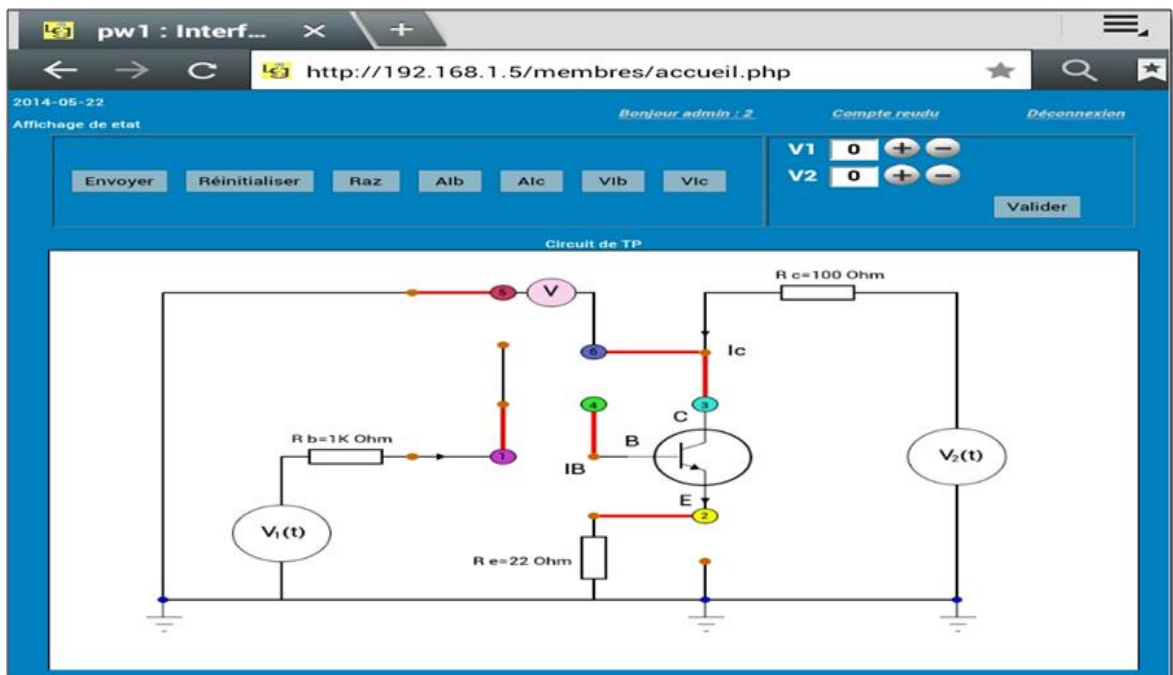 pw1 : Interf...
http://192.168.1.5/membres/accueil.php
2014-05-22
Affichage de etat
Bonjour admin : 2
Compte reudu
Déconnexion
Envoyer
Réinitialiser
Raz
AIb
AIc
VIb
VIc
V1 0 + −
V2 0 + −
Valider
Circuit de TP
R c=100 Ohm
5
V
6
Ic
4
3
C
R b=1K Ohm
1
B
IB
V₂(t)
E
2
V₁(t)
R e=22 Ohm